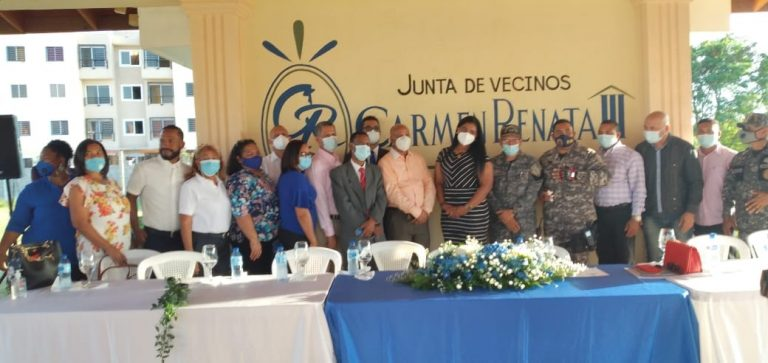 JUNTA DE VECINOS
CR CARMEN RENATA III